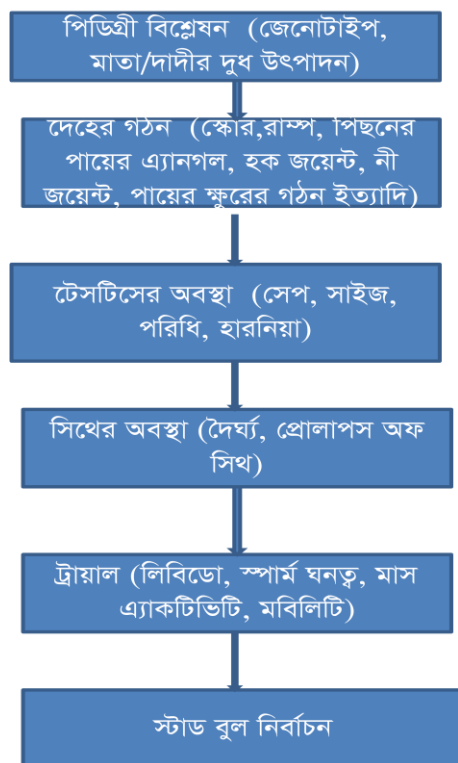 পিডিগ্রী বিশ্লেষন (জেনোটাইপ,
মাতা/দাদীর দুধ উৎপাদন)
দেহের গঠন (স্কোর,রাম্প, পিছনের
পায়ের এ্যানগল, হক জয়েন্ট, নী
জয়েন্ট, পায়ের ক্ষুরের গঠন ইত্যাদি)
টেসটিসের অবস্থা (সেপ, সাইজ,
পরিধি, হারনিয়া)
সিথের অবস্থা (দৈর্ঘ্য, প্রোলাপস অফ
সিথ)
ট্রায়াল (লিবিডো, স্পার্ম ঘনত্ব, মাস
এ্যাকটিভিটি, মবিলিটি)
স্টাড বুল নির্বাচন